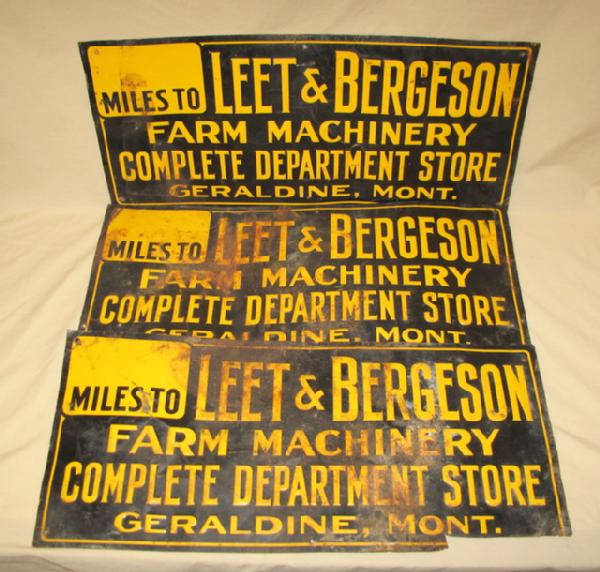 MILES TO LEET & BERGESON
FARM MACHINERY
COMPLETE DEPARTMENT STORE
GERALDINE, MONT.
MILES TO LEET & BERGESON
FARM MACHINERY
COMPLETE DEPARTMENT STORE
GERALDINE, MONT.
MILES TO LEET & BERGESON
FARM MACHINERY
COMPLETE DEPARTMENT STORE
GERALDINE, MONT.